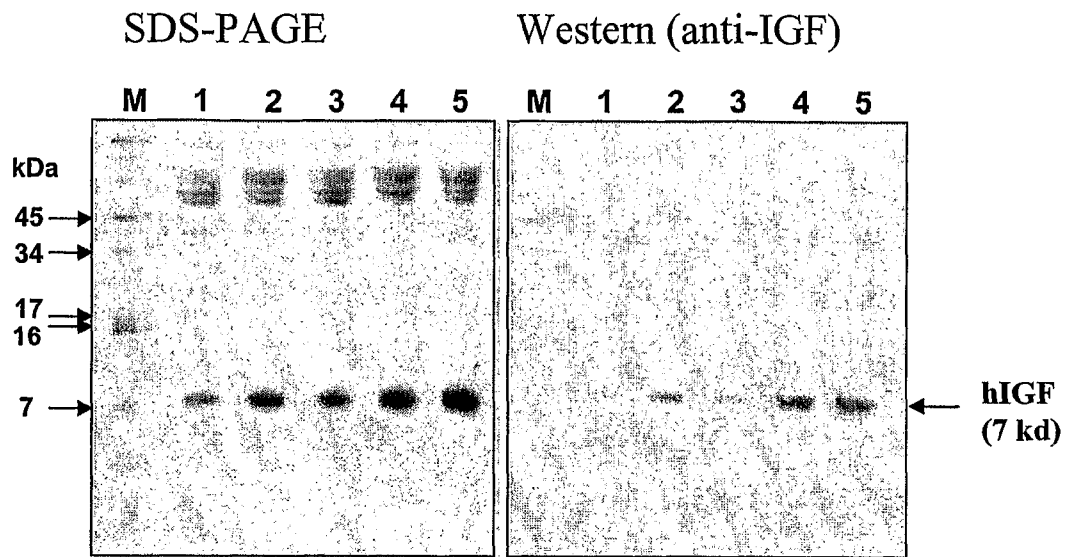 SDS-PAGE
Western (anti-IGF)
M 1 2 3 4 5
M 1 2 3 4 5
kDa
45
34
17
16
7
hIGF
(7 kd)